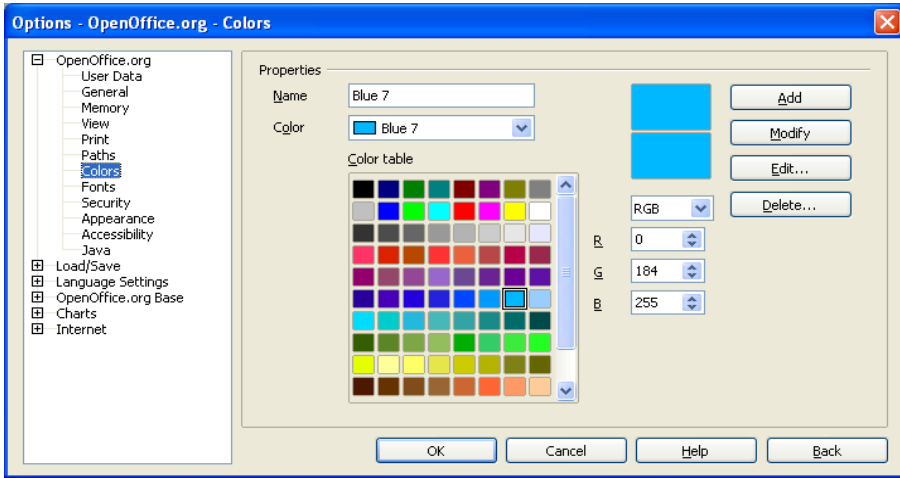 Options - OpenOffice.org - Colors
OpenOffice.org
User Data
General
Memory
View
Print
Paths
Colors
Fonts
Security
Appearance
Accessibility
Java
Load/Save
Language Settings
OpenOffice.org Base
Charts
Internet
Properties
Name
Blue 7
Color
Blue 7
Color table
RGB
R
0
G
184
B
255
Add
Modify
Edit...
Delete...
OK
Cancel
Help
Back